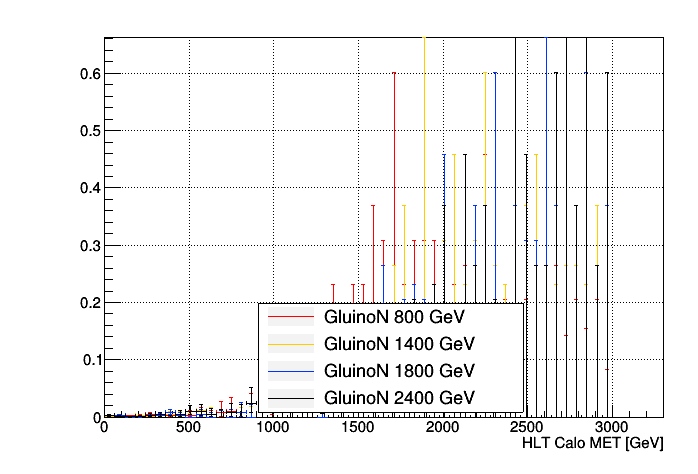 0.6
0.5
0.4
0.3
0.2
0.1
0
GluinoN 800 GeV
GluinoN 1400 GeV
GluinoN 1800 GeV
GluinoN 2400 GeV
0 500 1000 1500 2000 2500 3000
HLT Calo MET [GeV]